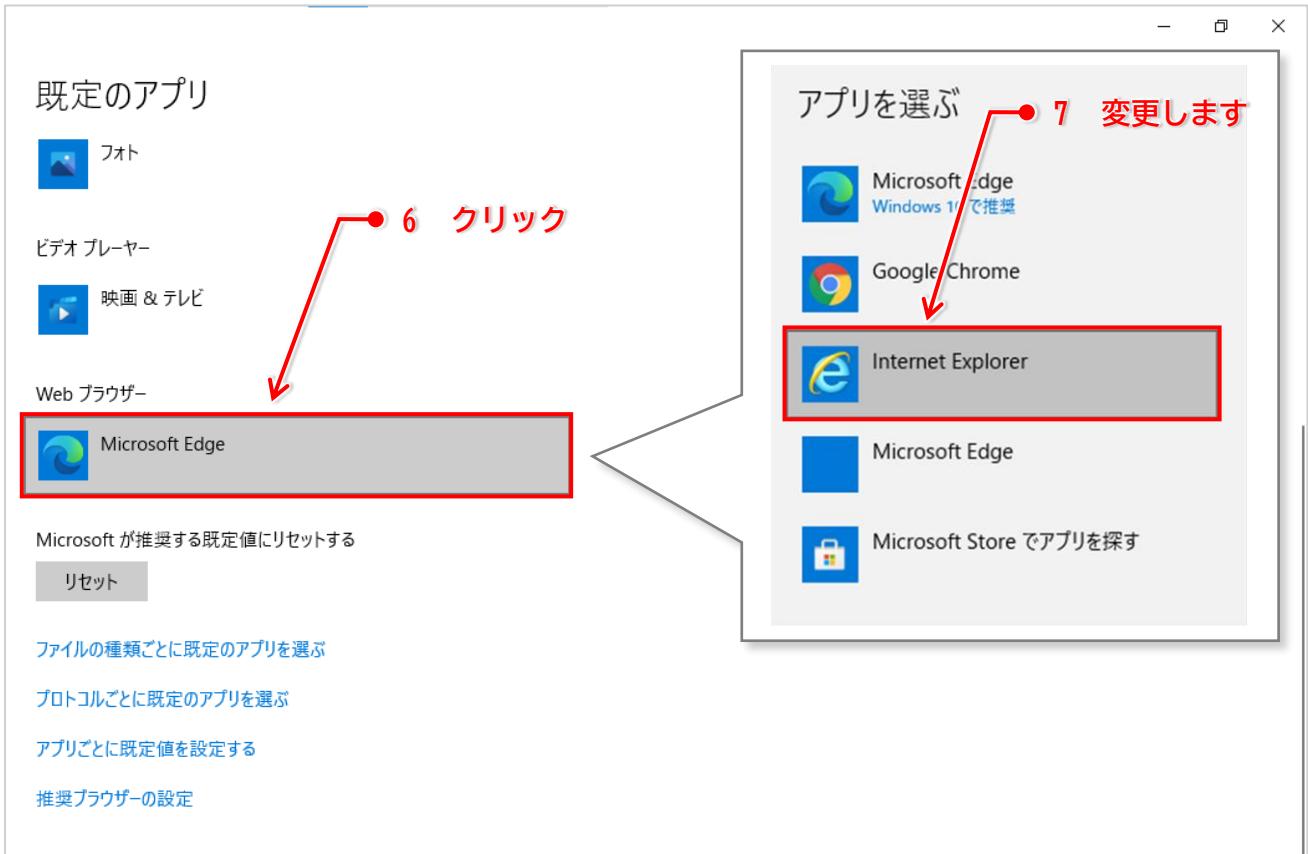 既定のアプリ
フォト
ビデオ プレーヤー
映画 & テレビ
6 クリック
Web ブラウザー
Microsoft Edge
Microsoft が推奨する既定値にリセットする
リセット
ファイルの種類ごとに既定のアプリを選ぶ
プロトコルごとに既定のアプリを選ぶ
アプリごとに既定値を設定する
推奨ブラウザーの設定
アプリを選ぶ
7 変更します
Microsoft Edge
Windows 10 で推奨
Google Chrome
Internet Explorer
Microsoft Edge
Microsoft Store でアプリを探す